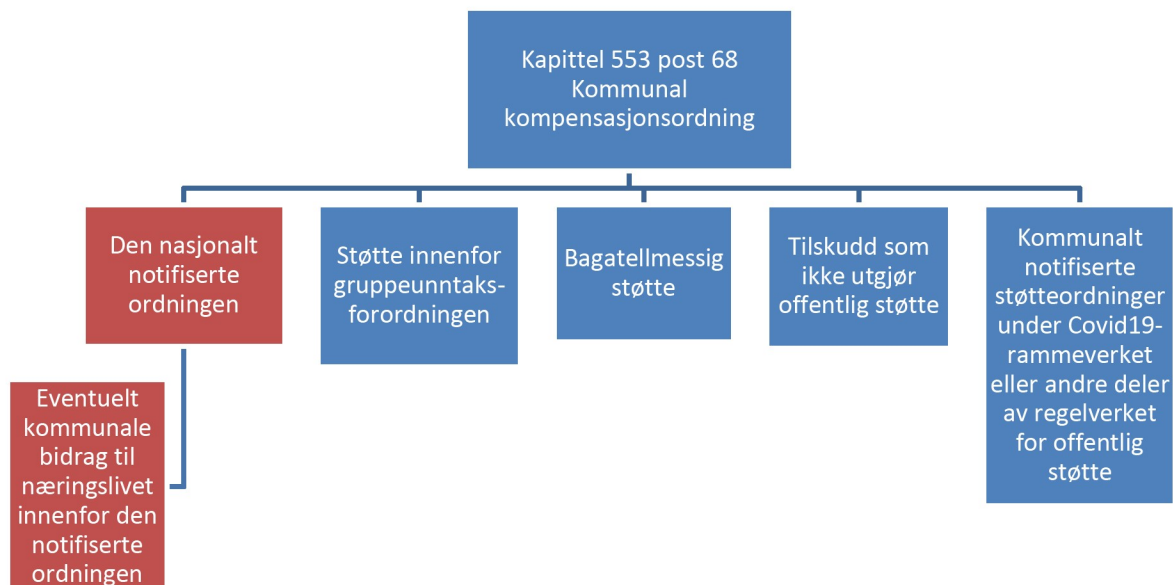 Kapittel 553 post 68
Kommunal
kompensasjonsordning
Den nasjonalt
notifiserte
ordningen
Støtte innenfor
gruppeunntaks-
forordningen
Bagatellmessig
støtte
Tilskudd som
ikke utgjør
offentlig støtte
Kommunalt
notifiserte
støtteordninger
under Covid19-
rammeverket
eller andre deler
av regelverket
for offentlig
støtte
Eventuelt
kommunale
bidrag til
næringslivet
innenfor den
notifiserte
ordningen